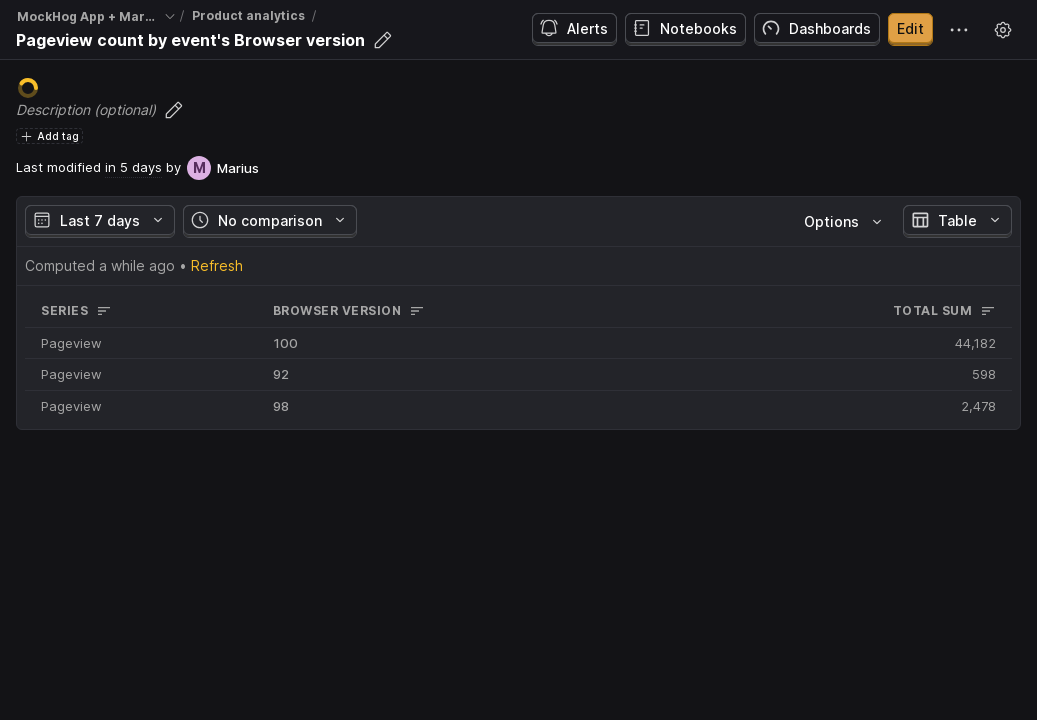 MockHog App + Mar... / Product analytics /
Pageview count by event's Browser version
Alerts Notebooks Dashboards Edit
Description (optional)
Add tag
Last modified in 5 days by M Marius
Last 7 days No comparison Options Table
Computed a while ago • Refresh
SERIES BROWSER VERSION TOTAL SUM
Pageview 100 44,182
Pageview 92 598
Pageview 98 2,478